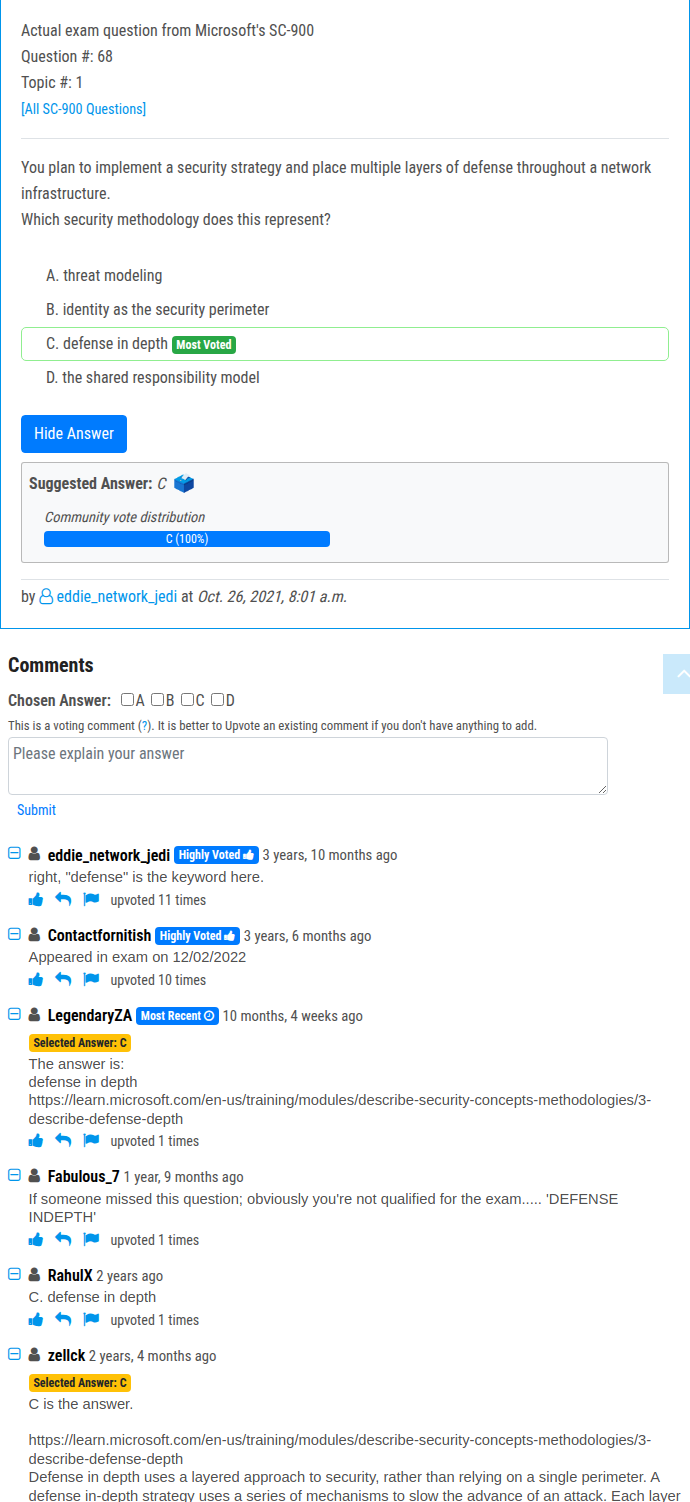 Actual exam question from Microsoft's SC-900
Question #: 68
Topic #: 1
[All SC-900 Questions]
You plan to implement a security strategy and place multiple layers of defense throughout a network
infrastructure.
Which security methodology does this represent?
A. threat modeling
B. identity as the security perimeter
C. defense in depth Most Voted
D. the shared responsibility model
Hide Answer
Suggested Answer: C
Community vote distribution
C (100%)
by eddie_network_jedi at Oct. 26, 2021, 8:01 a.m.
Comments
Chosen Answer: A B C D
This is a voting comment (?). It is better to Upvote an existing comment if you don't have anything to add.
Please explain your answer
Submit
eddie_network_jedi Highly Voted 3 years, 10 months ago
right, "defense" is the keyword here.
upvoted 11 times
Contactfornitish Highly Voted 3 years, 6 months ago
Appeared in exam on 12/02/2022
upvoted 10 times
LegendaryZA Most Recent 10 months, 4 weeks ago
Selected Answer: C
The answer is:
defense in depth
https://learn.microsoft.com/en-us/training/modules/describe-security-concepts-methodologies/3-
describe-defense-depth
upvoted 1 times
Fabulous_7 1 year, 9 months ago
If someone missed this question; obviously you're not qualified for the exam..... 'DEFENSE
INDEPTH'
upvoted 1 times
RahulX 2 years ago
C. defense in depth
upvoted 1 times
zellck 2 years, 4 months ago
Selected Answer: C
C is the answer.
https://learn.microsoft.com/en-us/training/modules/describe-security-concepts-methodologies/3-
describe-defense-depth
Defense in depth uses a layered approach to security, rather than relying on a single perimeter. A
defense in-depth strategy uses a series of mechanisms to slow the advance of an attack. Each layer